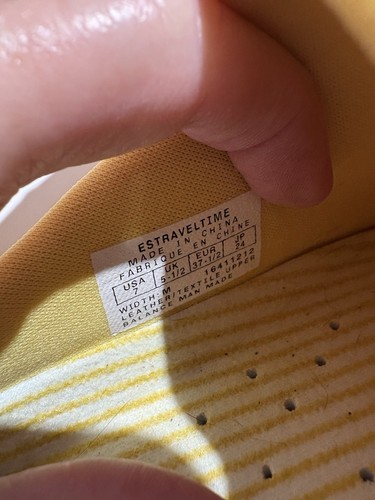 ESTRAVELTIME
MADE IN CHINA
FABRIQUE EN CHINE
USA UK EUR JP
7 5-1/2 37-1/2 24
WIDTH:M 16411212
LEATHER/TEXTILE UPPER
BALANCE MAN MADE